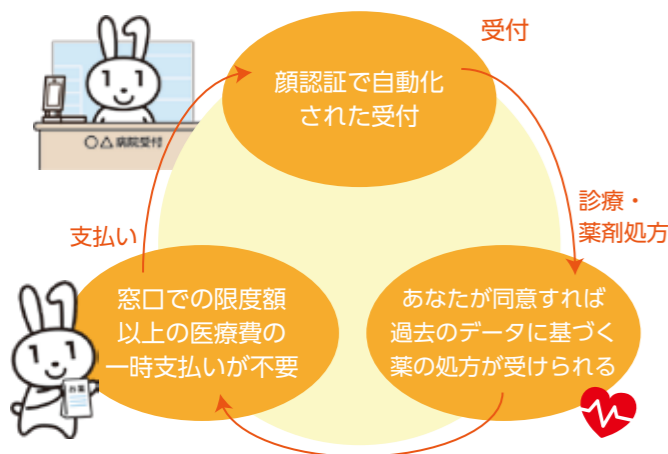 受付
顔認証で自動化
された受付
○△病院受付
診療・
薬剤処方
あなたが同意すれば
過去のデータに基づく
薬の処方が受けられる
支払い
窓口での限度額
以上の医療費の
一時支払いが不要
お薬